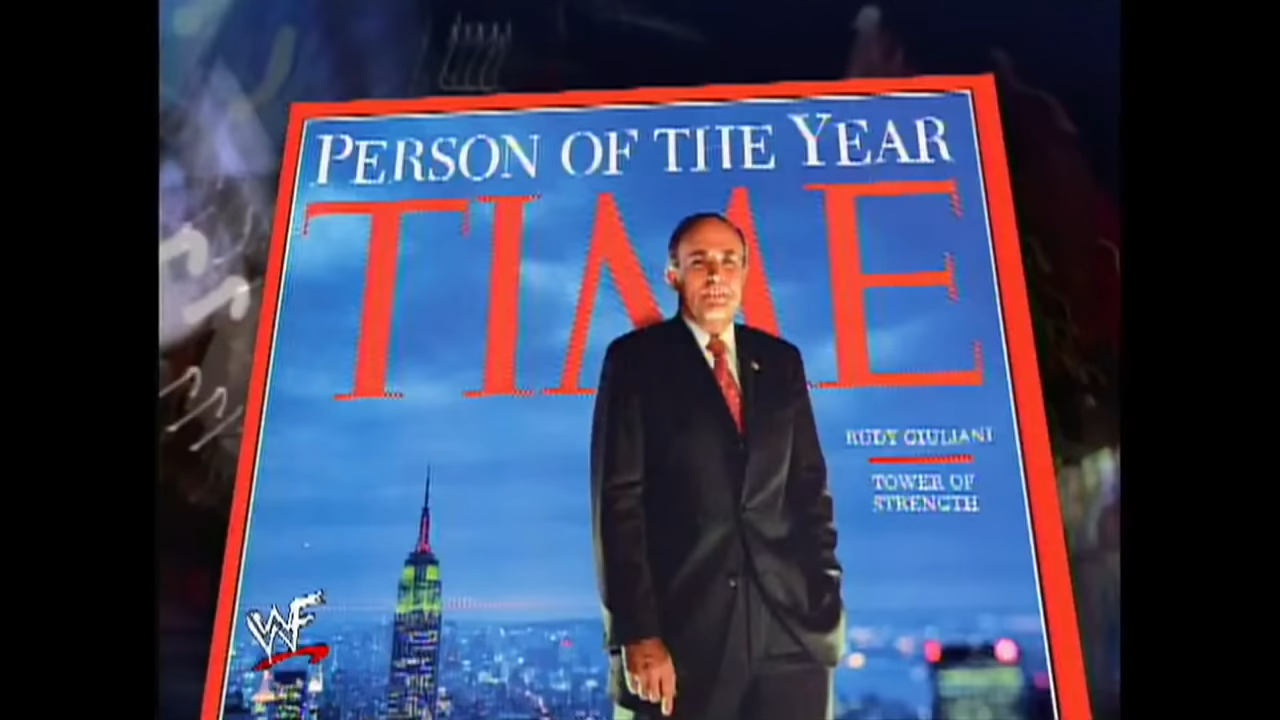 PERSON OF THE YEAR
TIME
RUDY GIULIANI
TOWER OF
STRENGTH
WF